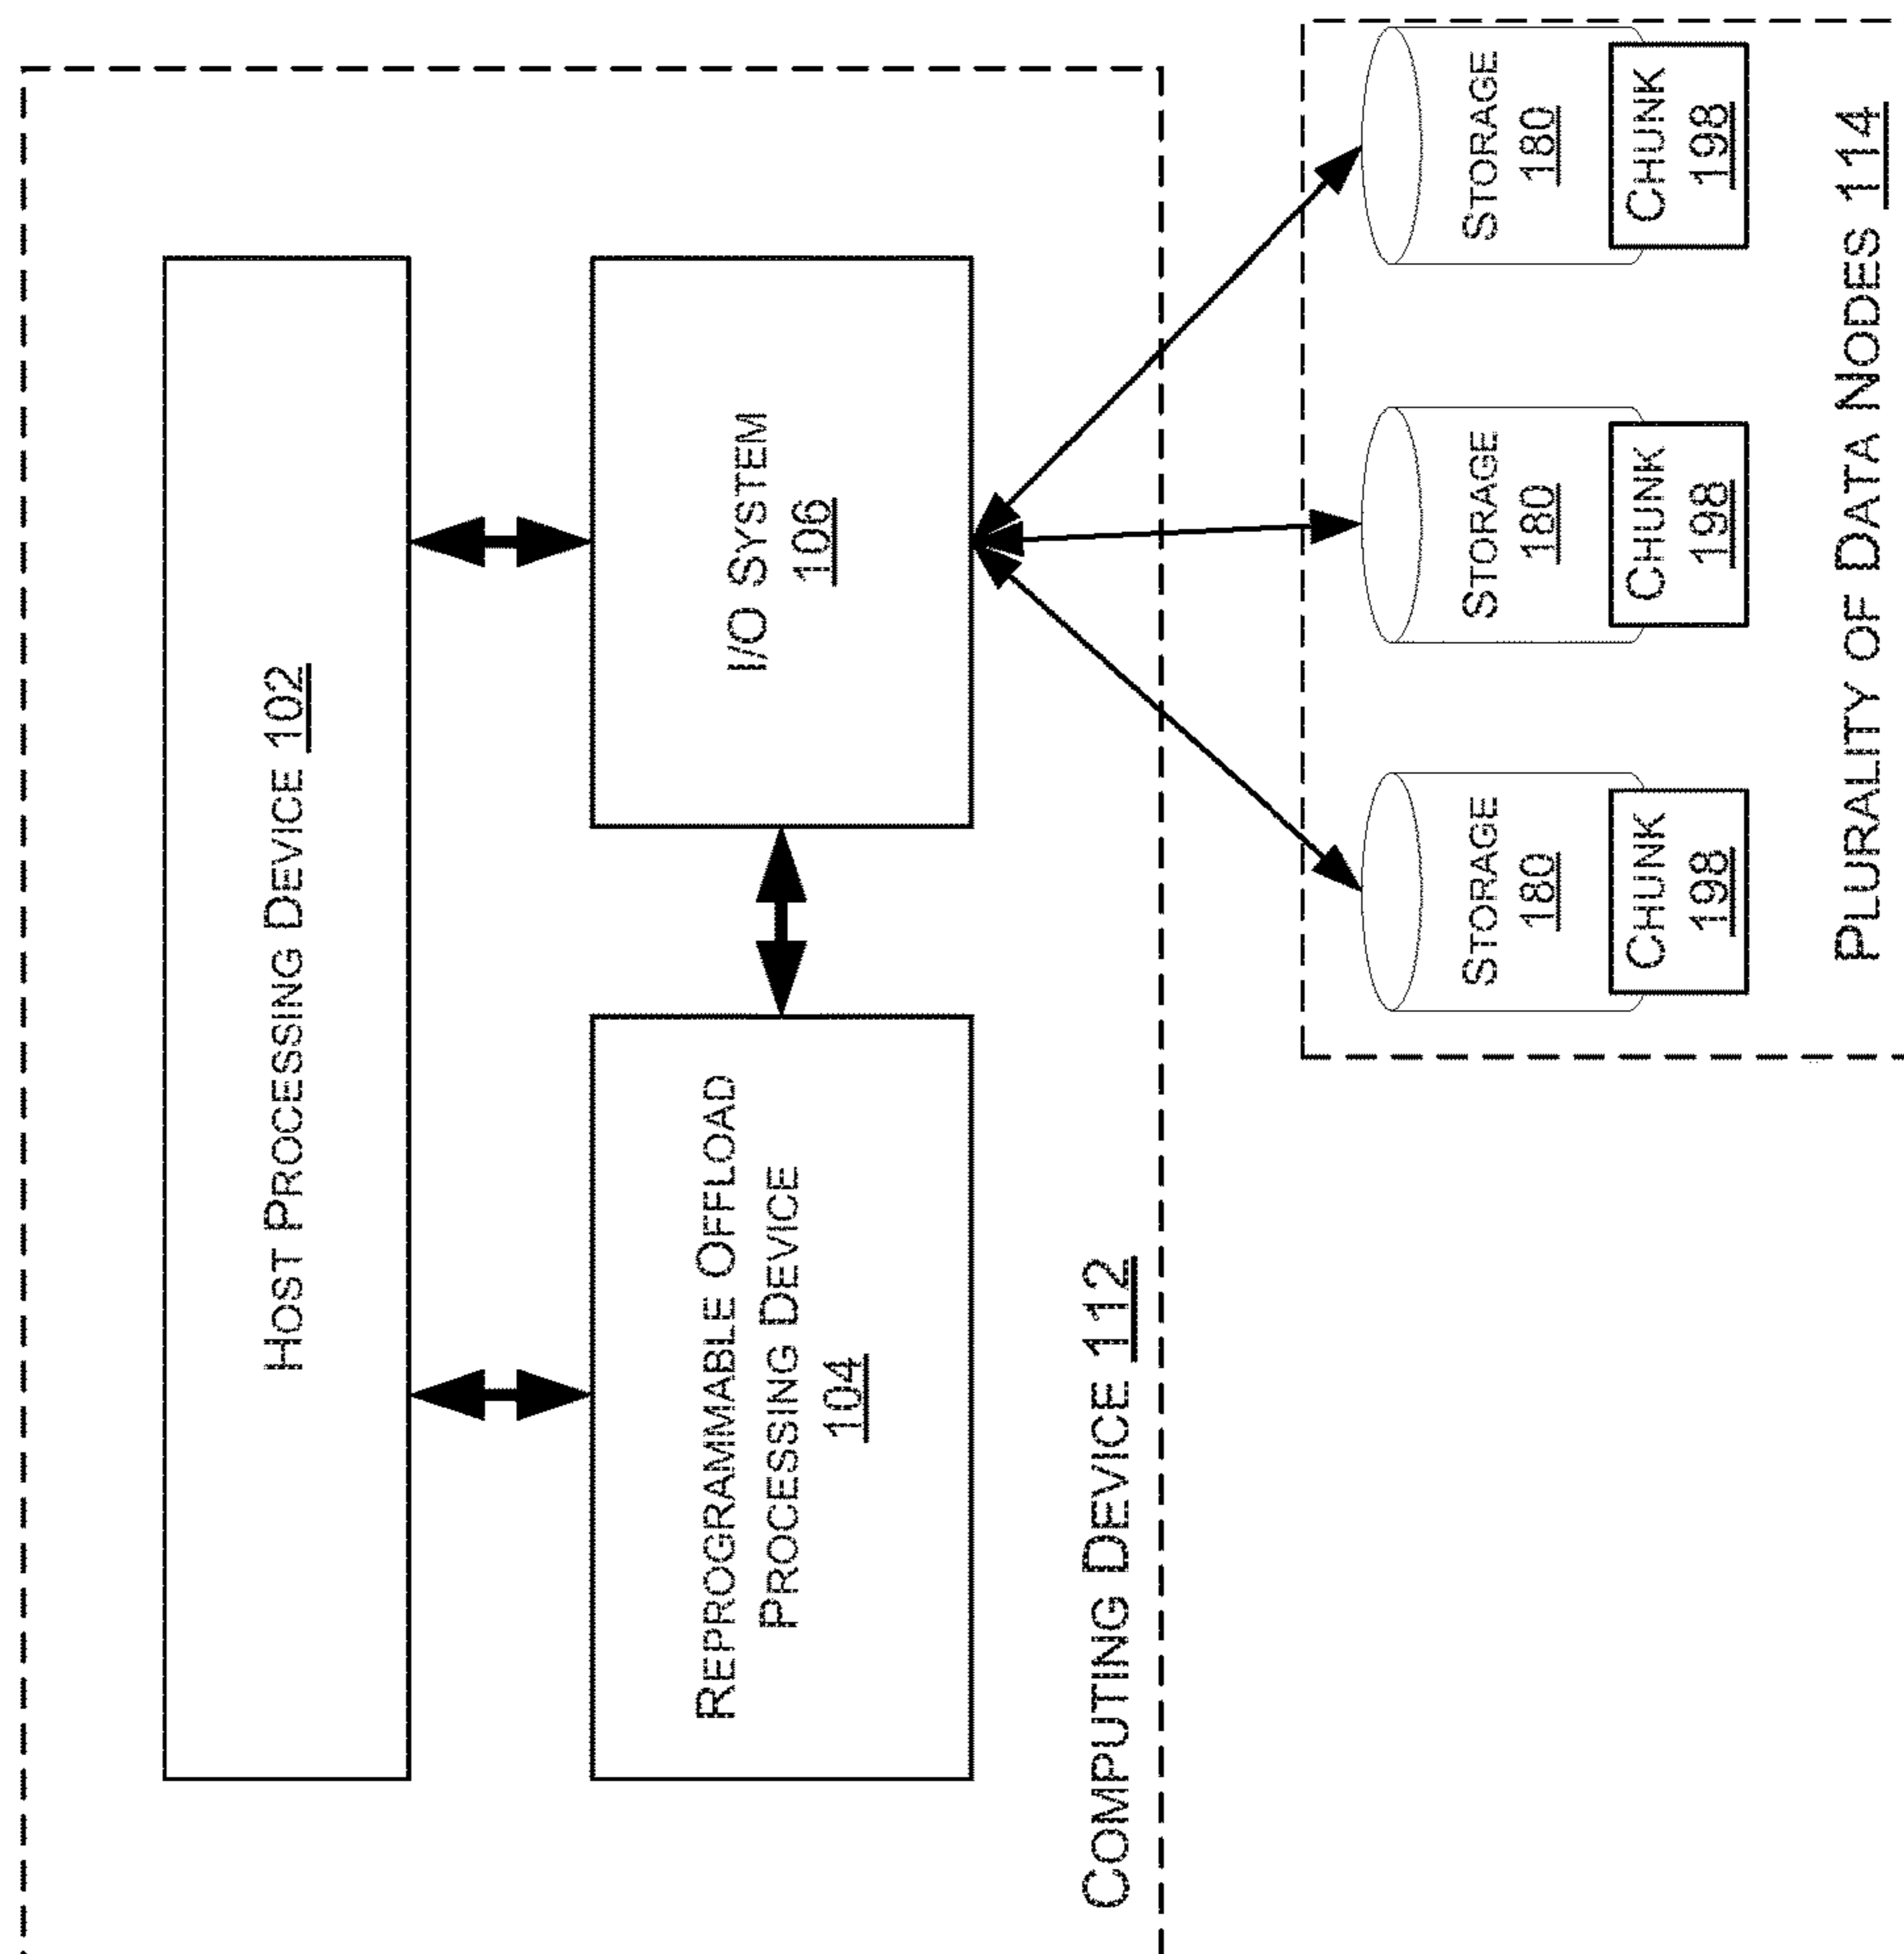 HOST PROCESSING DEVICE 102
REPROGRAMMABLE OFFLOAD
PROCESSING DEVICE
104
I/O SYSTEM
106
COMPUTING DEVICE 112
STORAGE
180
CHUNK
198
STORAGE
180
CHUNK
198
STORAGE
180
CHUNK
198
PLURALITY OF DATA NODES 114